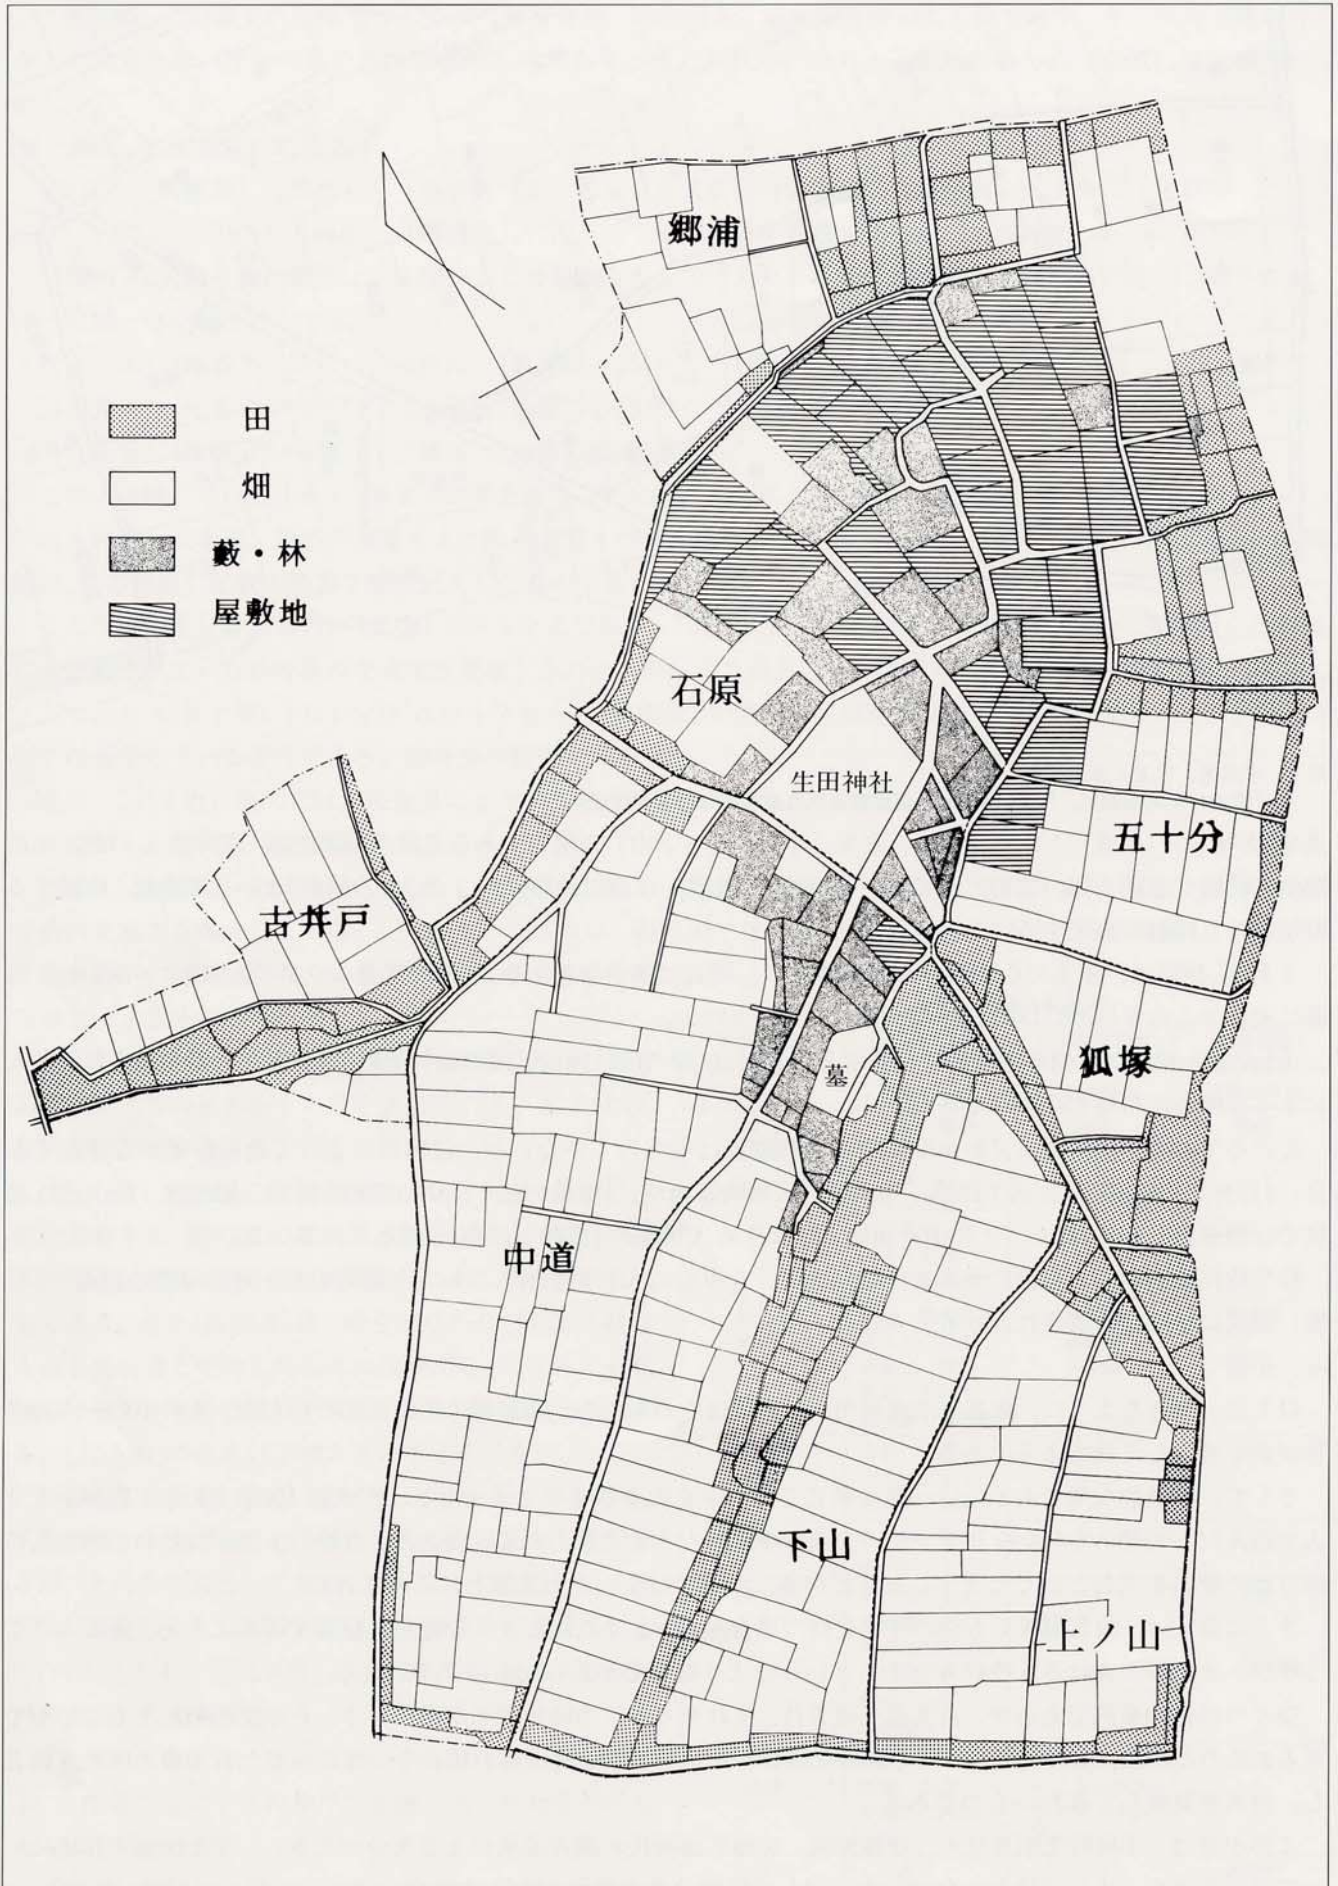 郷浦
田
畑
藪・林
屋敷地
石原
生田神社
五十分
古井戸
狐塚
墓
中道
下山
上ノ山